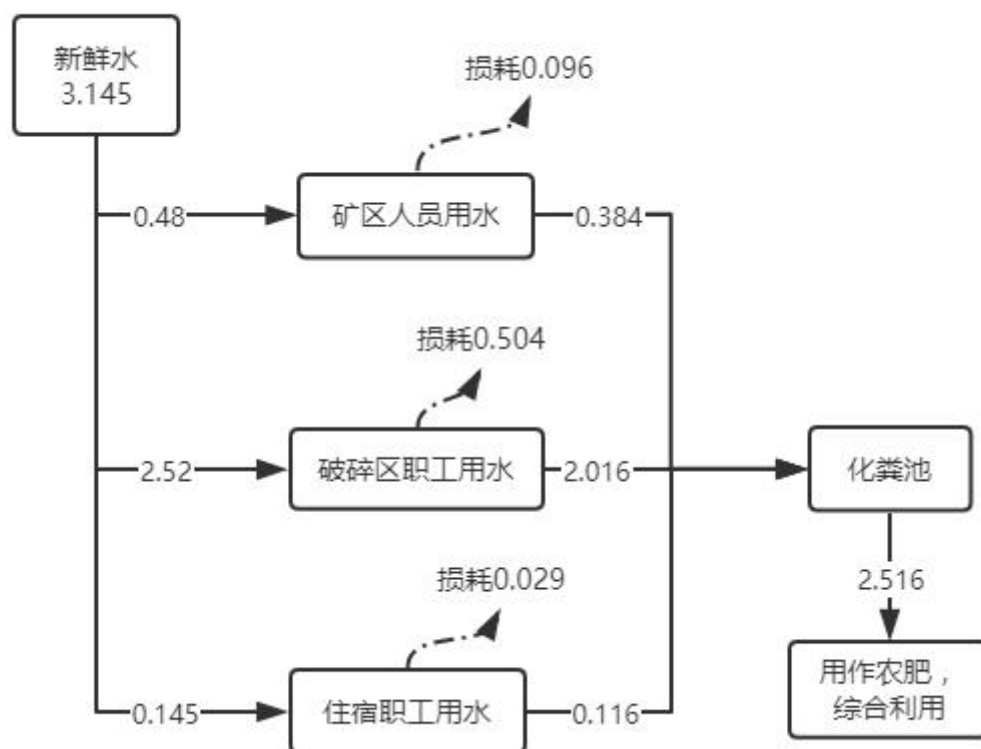 新鲜水
3.145
损耗0.096
0.48
矿区人员用水
0.384
损耗0.504
2.52
破碎区职工用水
2.016
化粪池
2.516
损耗0.029
用作农肥，
综合利用
0.145
住宿职工用水
0.116